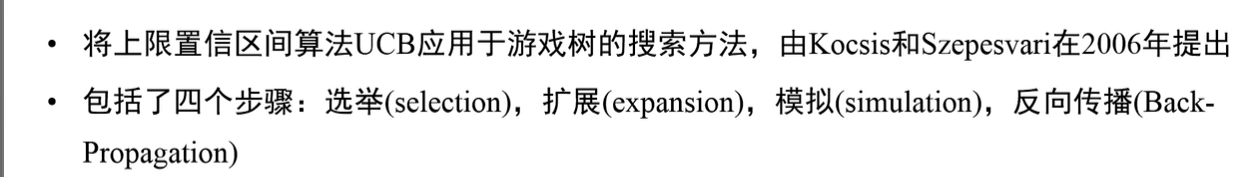 • 将上限置信区间算法UCB应用于游戏树的搜索方法，由Kocsis和Szepesvari在2006年提出
• 包括了四个步骤：选举(selection)，扩展(expansion)，模拟(simulation)，反向传播(Back-
Propagation)